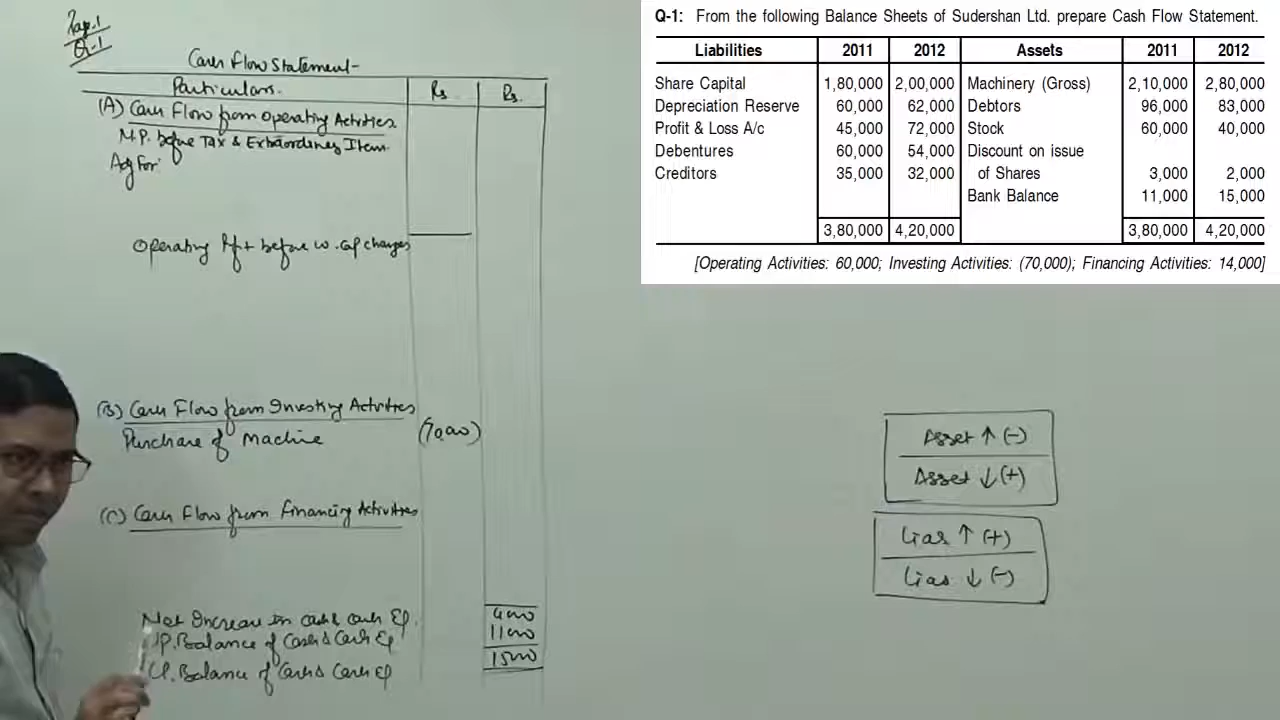 Pap.1
Q-1
Cash Flow Statement-
Particulars. Rs. Rs.
(A) Cash Flow from Operating Activities
N.P. before Tax & Extraordinary Item
Adj For:
Operating Pft before w. cap changes
(B) Cash Flow from Investing Activities
Purchase of Machine (70,000)
(C) Cash Flow from Financing Activities
Net Increase in cash & cash Eq. 4000
Op. Balance of Cash & Cash Eq 11000
Cl. Balance of Cash & Cash Eq 15000
Q-1: From the following Balance Sheets of Sudershan Ltd. prepare Cash Flow Statement.
Liabilities 2011 2012 Assets 2011 2012
Share Capital 1,80,000 2,00,000 Machinery (Gross) 2,10,000 2,80,000
Depreciation Reserve 60,000 62,000 Debtors 96,000 83,000
Profit & Loss A/c 45,000 72,000 Stock 60,000 40,000
Debentures 60,000 54,000 Discount on issue
Creditors 35,000 32,000 of Shares 3,000 2,000
Bank Balance 11,000 15,000
3,80,000 4,20,000 3,80,000 4,20,000
[Operating Activities: 60,000; Investing Activities: (70,000); Financing Activities: 14,000]
Asset ↑ (-)
Asset ↓ (+)
Lias ↑ (+)
Lias ↓ (-)